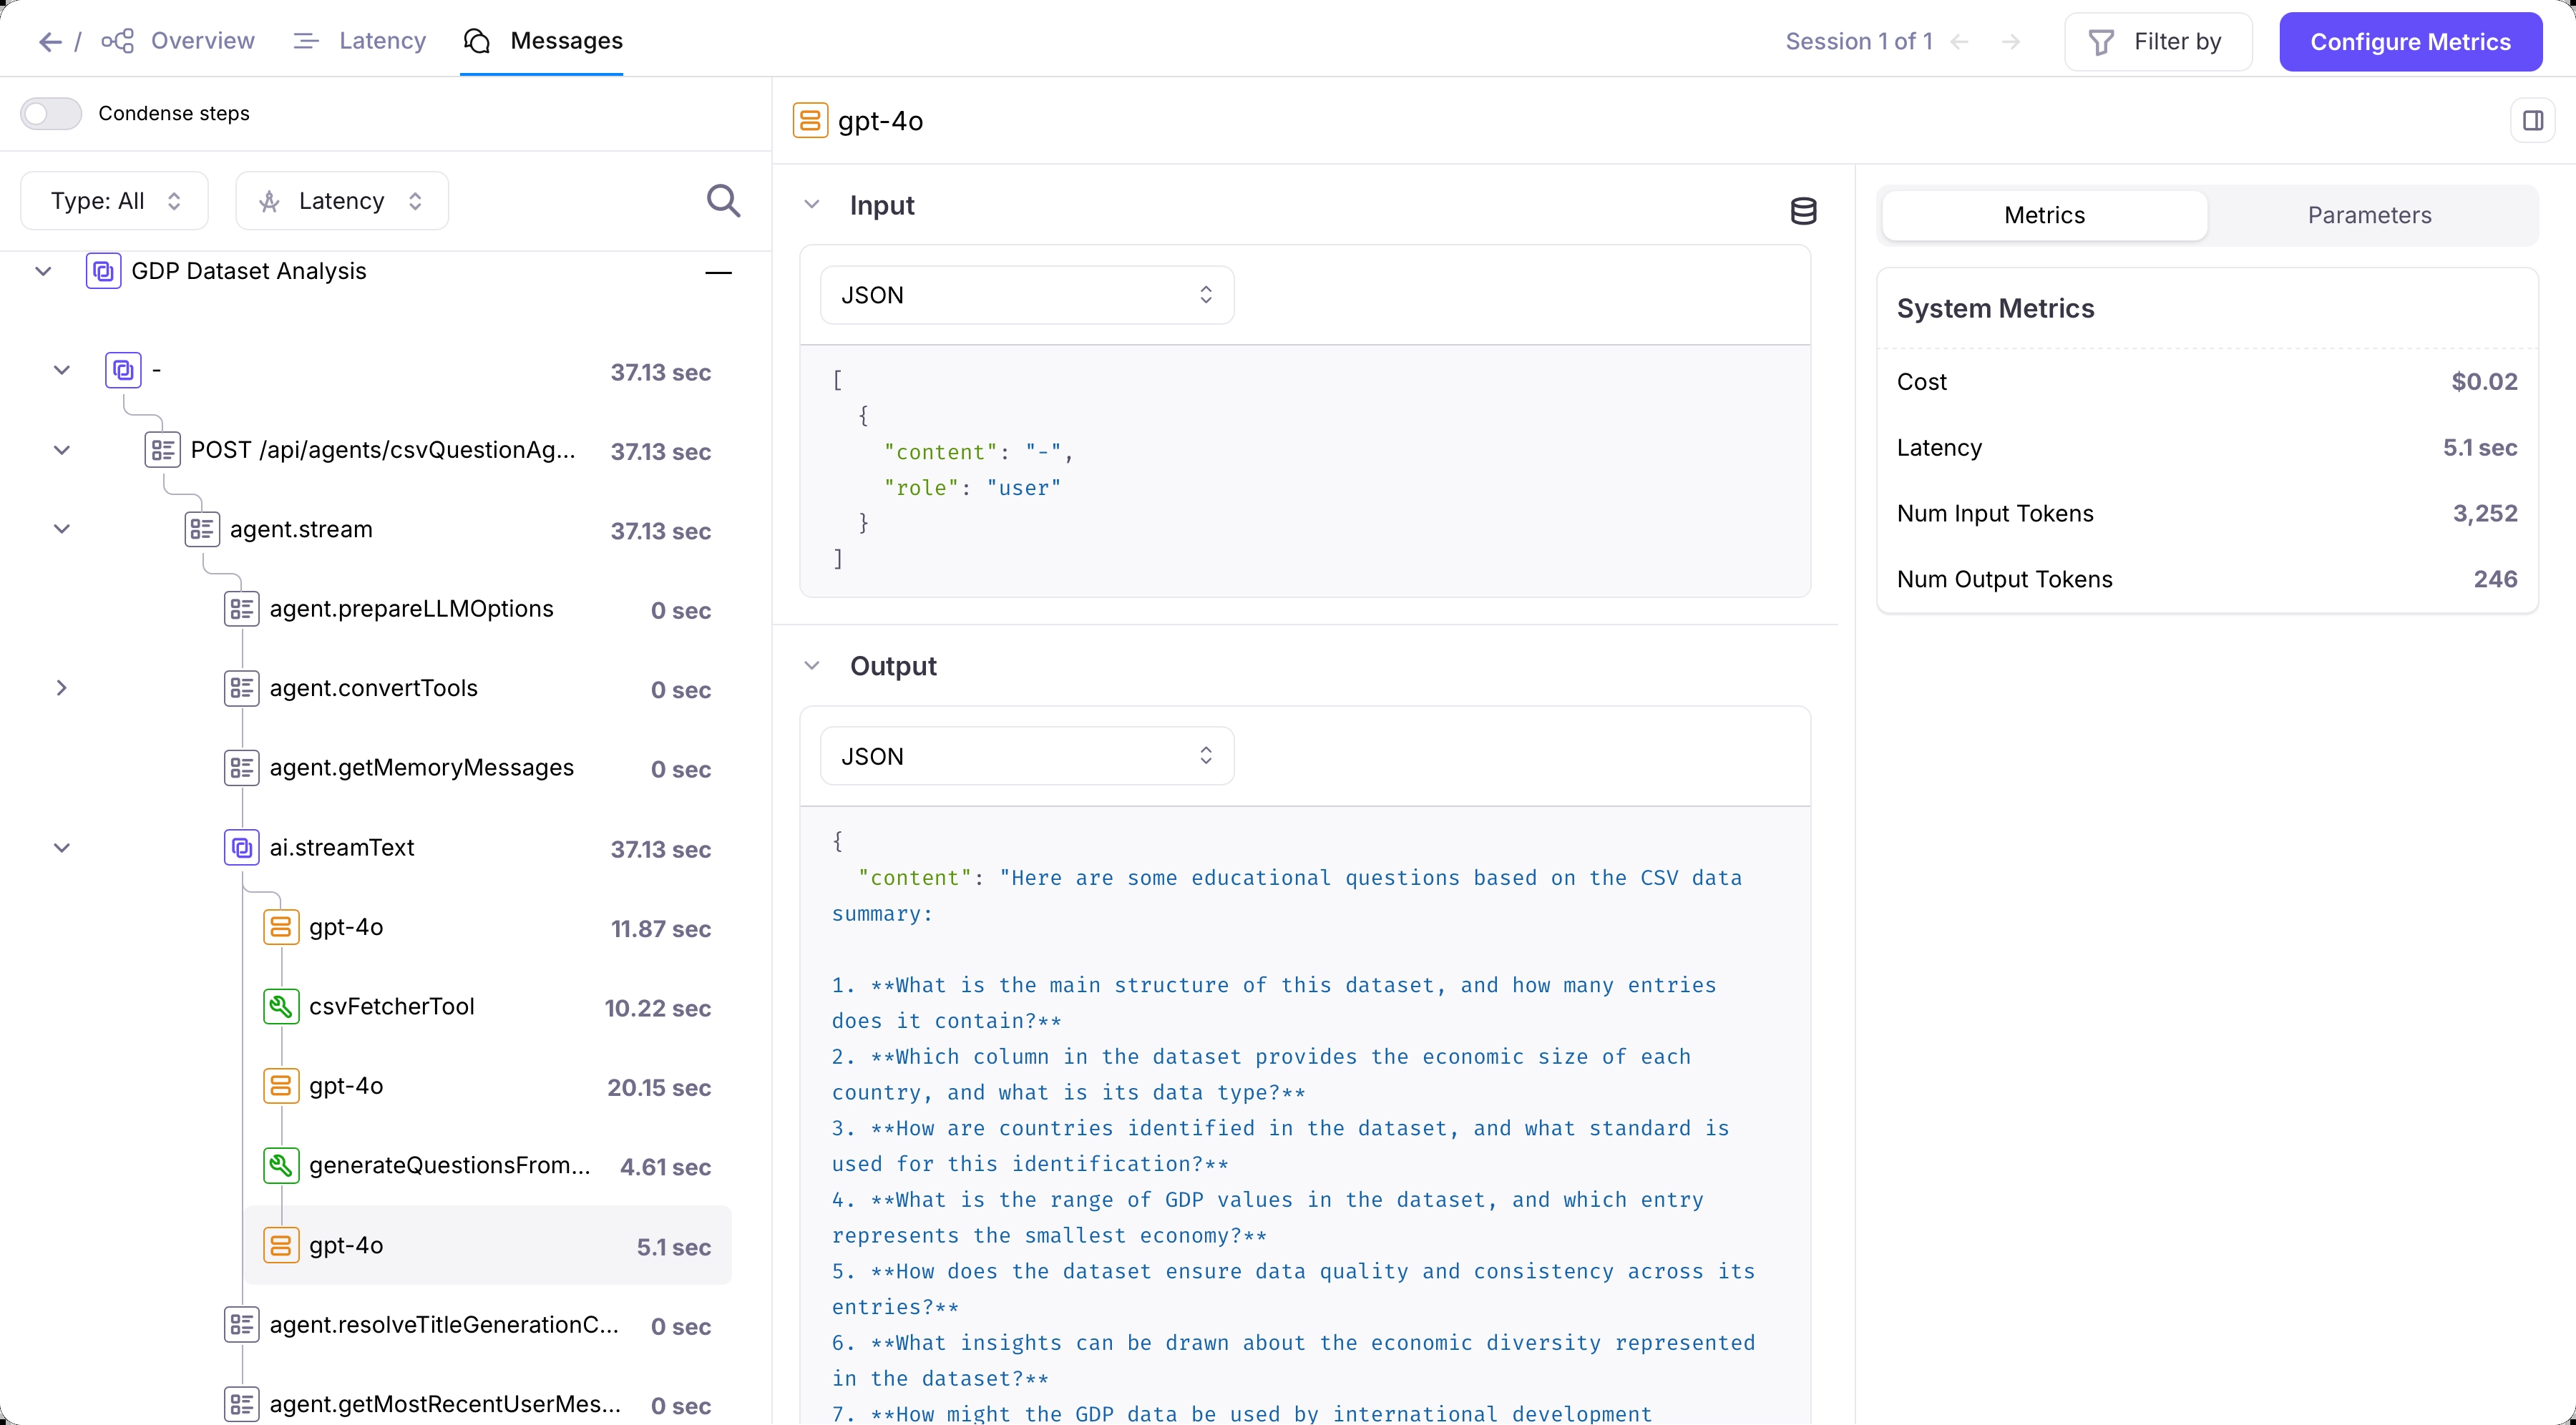 / Overview Latency Messages Session 1 of 1 Filter by Configure Metrics
Condense steps
Type: All Latency
GDP Dataset Analysis —
- 37.13 sec
POST /api/agents/csvQuestionAg... 37.13 sec
agent.stream 37.13 sec
agent.prepareLLMOptions 0 sec
agent.convertTools 0 sec
agent.getMemoryMessages 0 sec
ai.streamText 37.13 sec
gpt-4o 11.87 sec
csvFetcherTool 10.22 sec
gpt-4o 20.15 sec
generateQuestionsFrom... 4.61 sec
gpt-4o 5.1 sec
agent.resolveTitleGenerationC... 0 sec
agent.getMostRecentUserMes... 0 sec
gpt-4o
Input
JSON
[
{
"content": "-",
"role": "user"
}
]
Output
JSON
{
"content": "Here are some educational questions based on the CSV data
summary:
1. **What is the main structure of this dataset, and how many entries
does it contain?**
2. **Which column in the dataset provides the economic size of each
country, and what is its data type?**
3. **How are countries identified in the dataset, and what standard is
used for this identification?**
4. **What is the range of GDP values in the dataset, and which entry
represents the smallest economy?**
5. **How does the dataset ensure data quality and consistency across its
entries?**
6. **What insights can be drawn about the economic diversity represented
in the dataset?**
7. **How might the GDP data be used by international development
Metrics Parameters
System Metrics
Cost $0.02
Latency 5.1 sec
Num Input Tokens 3,252
Num Output Tokens 246